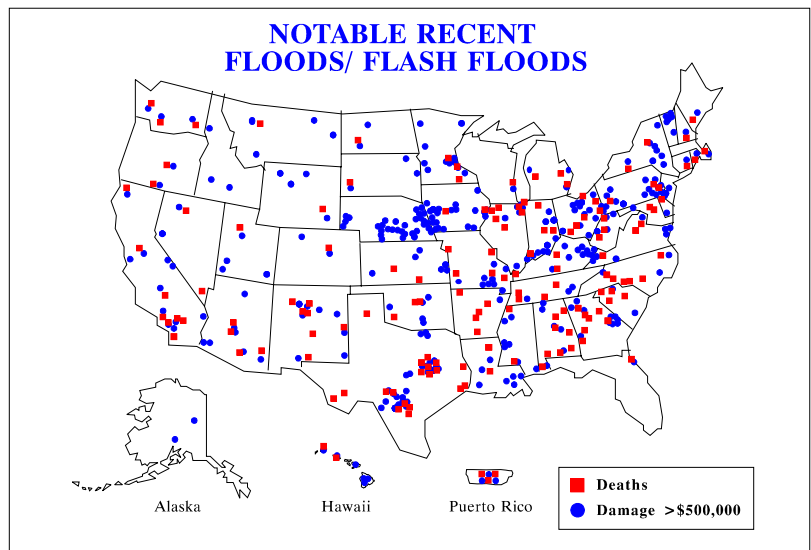 NOTABLE RECENT
FLOODS/ FLASH FLOODS
Alaska
Hawaii
Puerto Rico
Deaths
Damage >$500,000